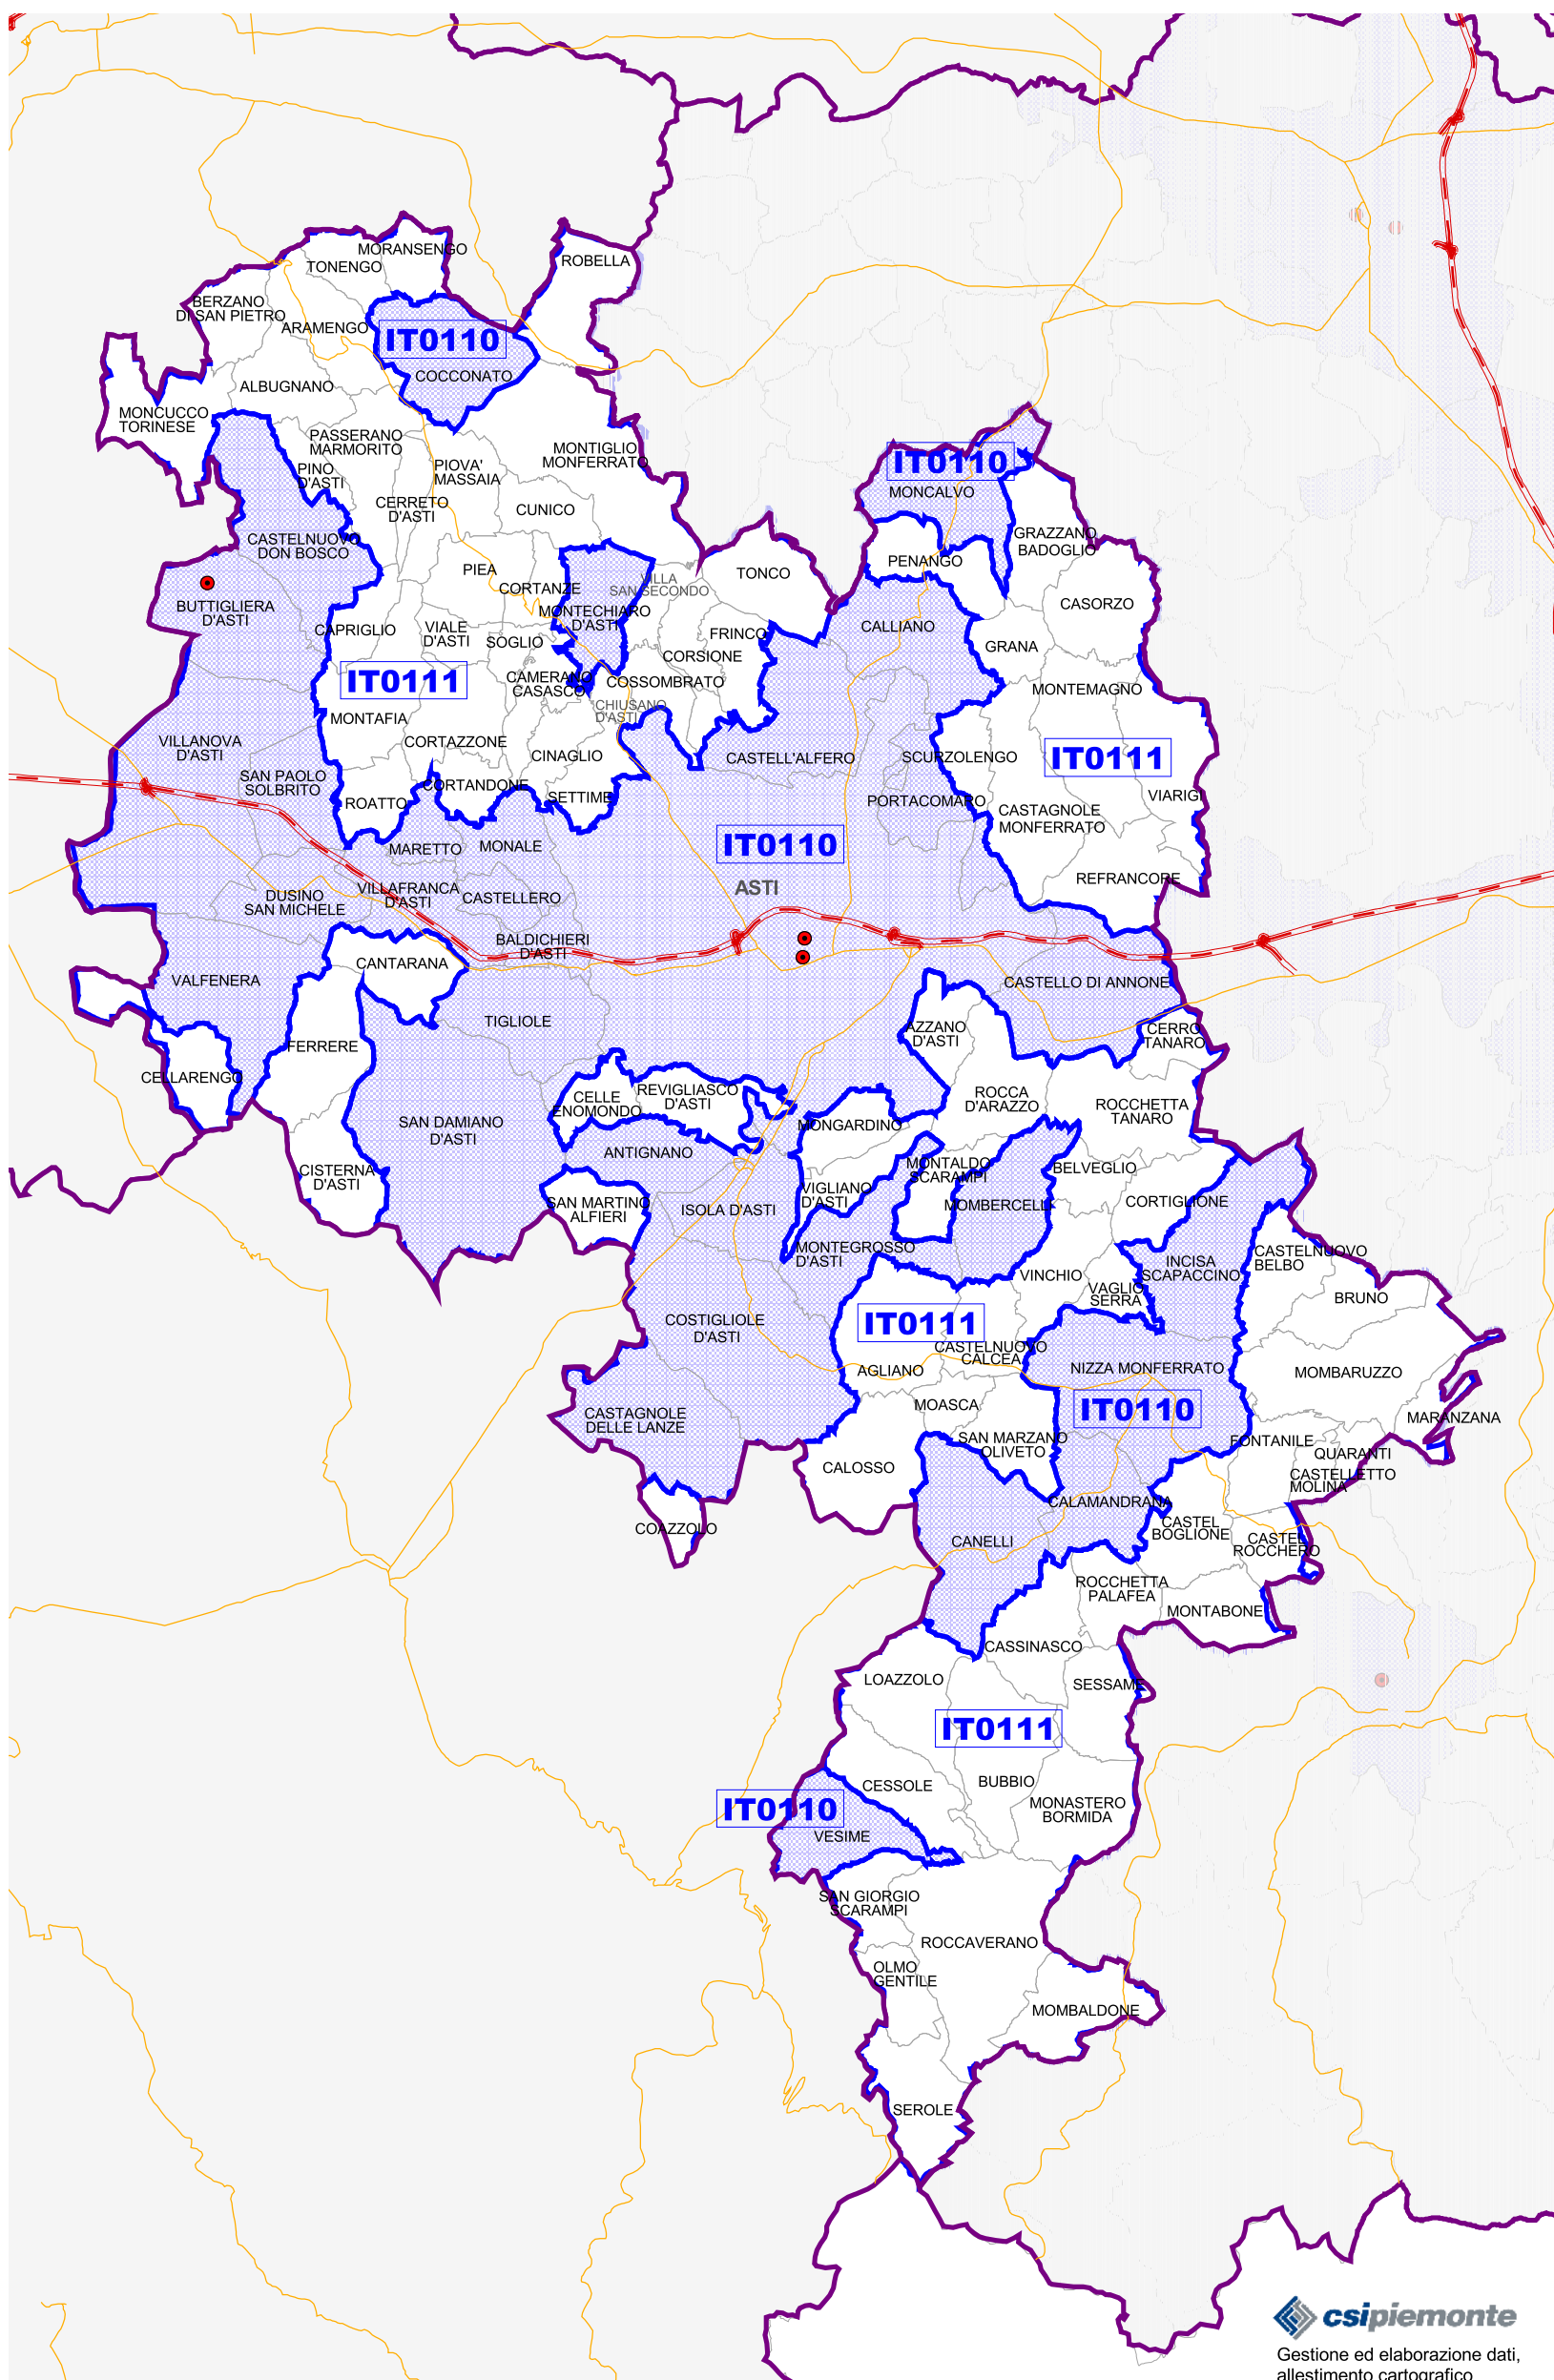 MORANSENGO
TONENGO
ROBELLA
BERZANO
DI SAN PIETRO
ARAMENGO
IT0110
COCCONATO
ALBUGNANO
MONCUCCO
TORINESE
PASSERANO
MARMORITO
MONTIGLIO
MONFERRATO
PINO
D'ASTI
PIOVA'
MASSAIA
IT0110
MONCALVO
CERRETO
D'ASTI
CUNICO
GRAZZANO
BADOGLIO
CASTELNUOVO
DON BOSCO
PENANGO
PIEA
CORTANZE
VILLA
SAN SECONDO
TONCO
BUTTIGLIERA
D'ASTI
MONTECHIARO
D'ASTI
CASORZO
CAPRIGLIO
VIALE
D'ASTI
SOGLIO
FRINCO
CALLIANO
GRANA
CORSIONE
IT0111
CAMERANO
CASASCO
COSSOMBRATO
MONTEMAGNO
CHIUSANO
D'ASTI
MONTAFIA
VILLANOVA
D'ASTI
CORTAZZONE
CINAGLIO
CASTELL'ALFERO
SCURZOLENGO
IT0111
SAN PAOLO
SOLBRITO
CORTANDONE
ROATTO
SETTIME
PORTACOMARO
VIARIGI
CASTAGNOLE
MONFERRATO
MARETTO
MONALE
IT0110
REFRANCORE
ASTI
DUSINO
SAN MICHELE
VILLAFRANCA
D'ASTI
CASTELLERO
BALDICHIERI
D'ASTI
CANTARANA
VALFENERA
CASTELLO DI ANNONE
TIGLIOLE
AZZANO
D'ASTI
CERRO
TANARO
FERRERE
CELLARENGO
CELLE
ENOMONDO
REVIGLIASCO
D'ASTI
ROCCA
D'ARAZZO
ROCCHETTA
TANARO
SAN DAMIANO
D'ASTI
MONGARDINO
ANTIGNANO
CISTERNA
D'ASTI
MONTALDO
SCARAMPI
BELVEGLIO
VIGLIANO
D'ASTI
SAN MARTINO
ALFIERI
ISOLA D'ASTI
MOMBERCELLI
CORTIGLIONE
MONTEGROSSO
D'ASTI
INCISA
SCAPACCINO
CASTELNUOVO
BELBO
VINCHIO
VAGLIO
SERRA
BRUNO
COSTIGLIOLE
D'ASTI
IT0111
CASTELNUOVO
CALCEA
AGLIANO
NIZZA MONFERRATO
MOMBARUZZO
IT0110
MOASCA
CASTAGNOLE
DELLE LANZE
MARANZANA
SAN MARZANO
OLIVETO
FONTANILE
QUARANTI
CALOSSO
CASTELLETTO
MOLINA
CALAMANDRANA
COAZZOLO
CANELLI
CASTEL
BOGLIONE
CASTEL
ROCCHERO
ROCCHETTA
PALAFEA
MONTABONE
CASSINASCO
LOAZZOLO
SESSAME
IT0111
CESSOLE
BUBBIO
IT0110
MONASTERO
BORMIDA
VESIME
SAN GIORGIO
SCARAMPI
ROCCAVERANO
OLMO
GENTILE
MOMBALDONE
SEROLE
csipiemonte
Gestione ed elaborazione dati,
allestimento cartografico